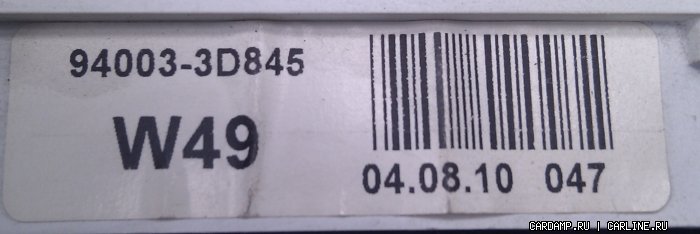 94003-3D845
W49
04.08.10 047
CARDAMP.RU | CARLINE.RU